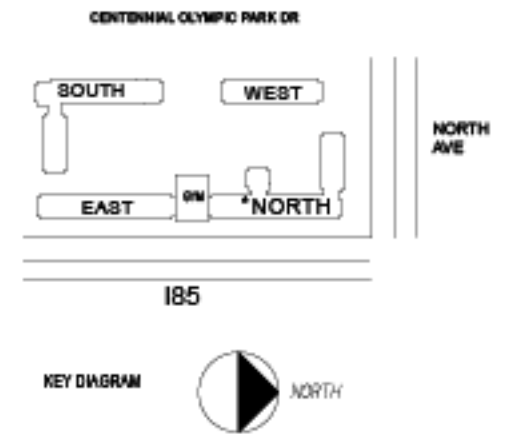 CENTENNIAL OLYMPIC PARK DR
SOUTH
WEST
NORTH
AVE
GYM
EAST
*NORTH
I85
KEY DIAGRAM
NORTH